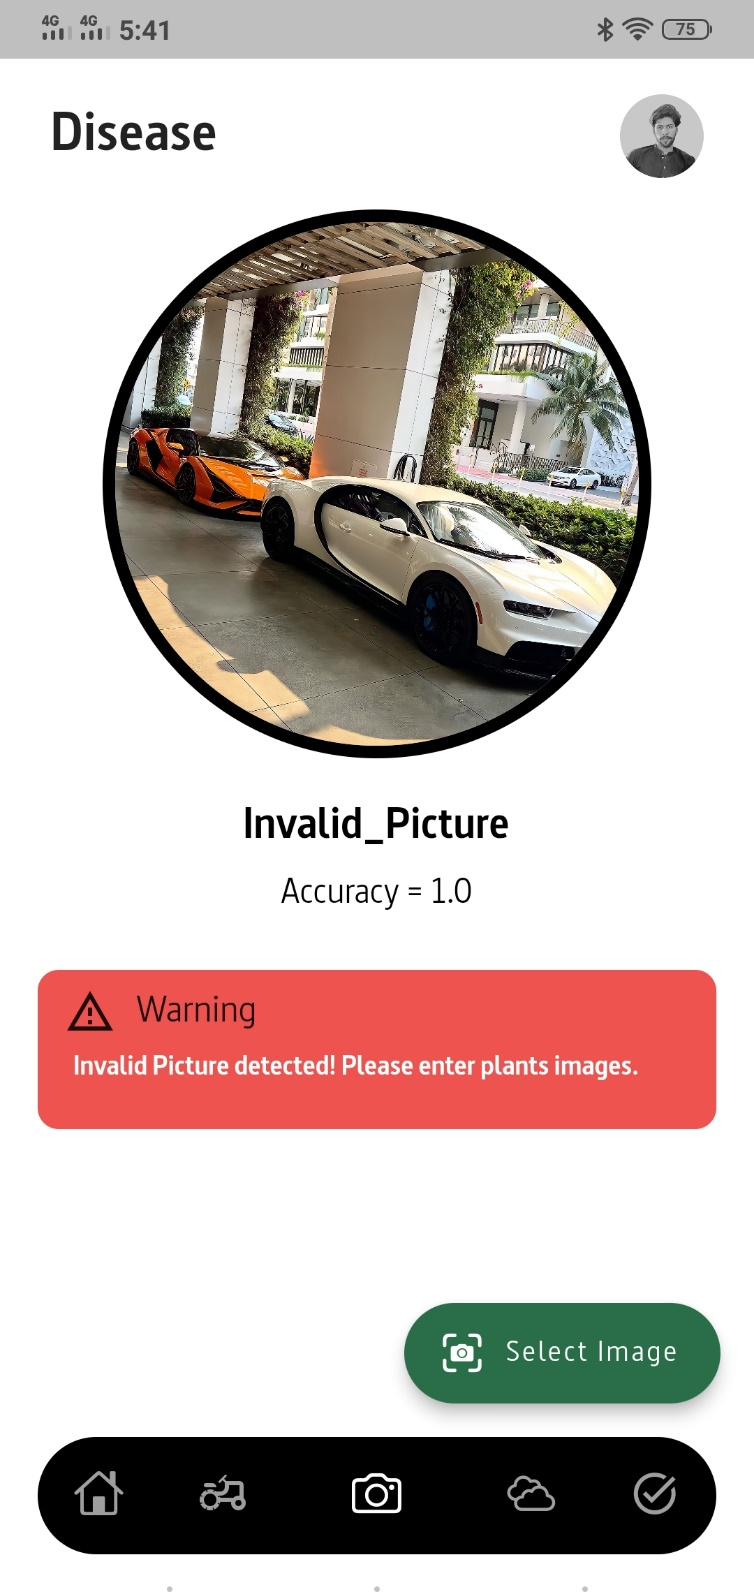 4G 4G 5:41 75
Disease
Invalid_Picture
Accuracy = 1.0
Warning
Invalid Picture detected! Please enter plants images.
Select Image